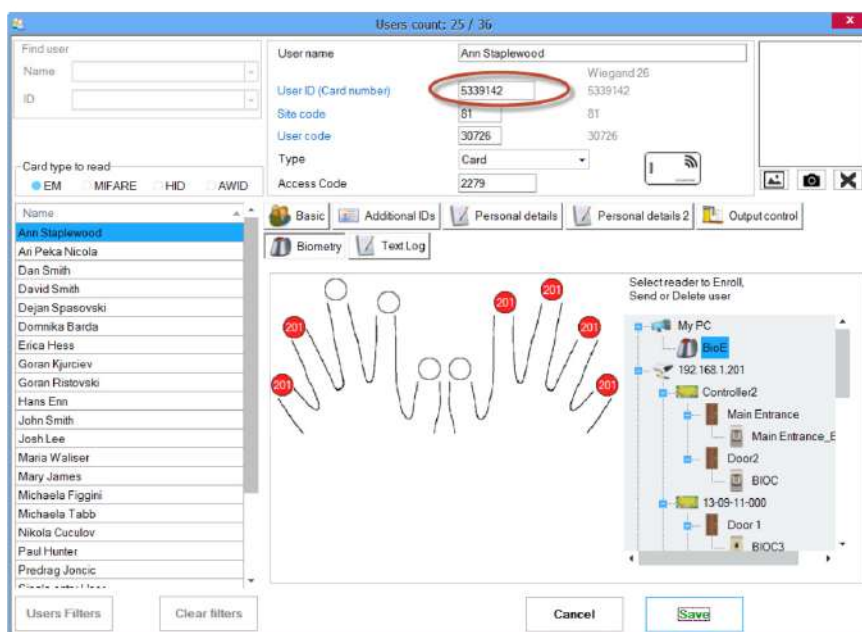 Users count: 25 / 36
x
Find user
Name
ID
User name
Ann Staplewood
Wiegand 26
User ID (Card number)
5339142
5339142
Site code
81
81
User code
30726
30726
Type
Card
Access Code
2279
Card type to read
EM
MIFARE
HID
AWID
Name
Ann Staplewood
Ari Peka Nicola
Dan Smith
David Smith
Dejan Spasovski
Domnika Barda
Erica Hess
Goran Kjurciev
Goran Ristovski
Hans Enn
John Smith
Josh Lee
Maria Waliser
Mary James
Michaela Figgini
Michaela Tabb
Nikola Cuculov
Paul Hunter
Predrag Joncic
Basic
Additional IDs
Personal details
Personal details 2
Output control
Biometry
Text Log
201
201
201
201
201
201
Select reader to Enroll,
Send or Delete user
My PC
BioE
192.168.1.201
Controller2
Main Entrance
Main Entrance_E
Door2
BIOC
13-09-11-000
Door 1
BIOC3
Users Filters
Clear filters
Cancel
Save